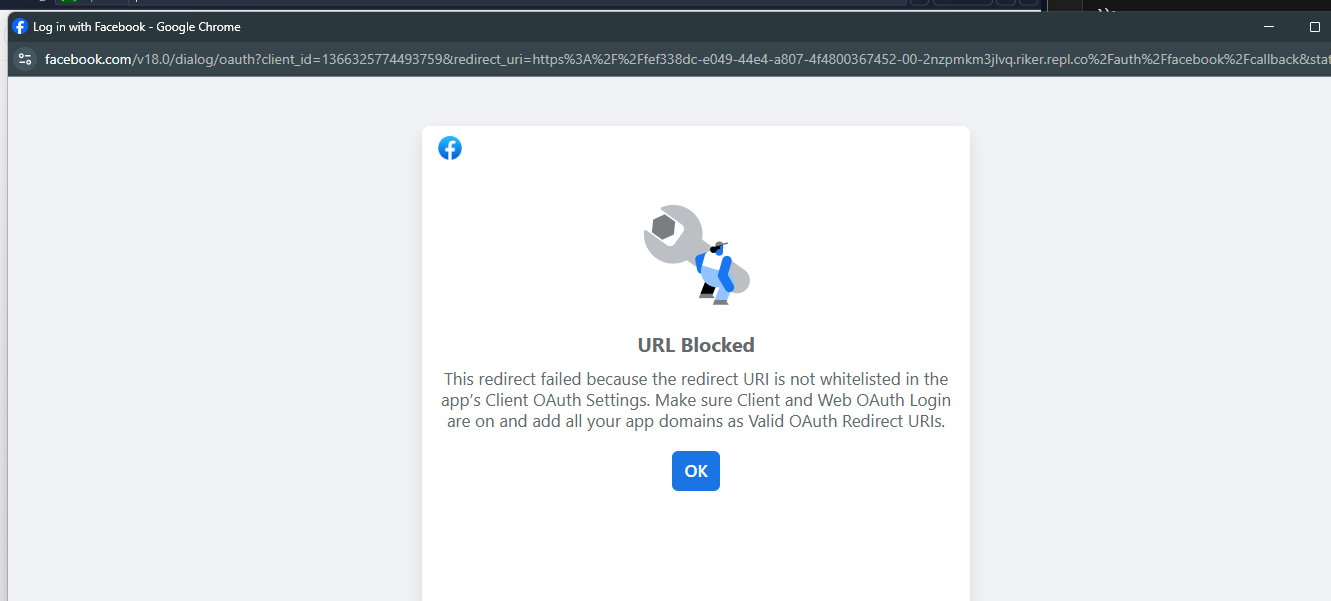 Log in with Facebook - Google Chrome
facebook.com/v18.0/dialog/oauth?client_id=1366325774493759&redirect_uri=https%3A%2F%2Ffef338dc-e049-44e4-a807-4f4800367452-00-2nzpmkm3jlvq.riker.repl.co%2Fauth%2Ffacebook%2Fcallback&stat
URL Blocked
This redirect failed because the redirect URI is not whitelisted in the
app's Client OAuth Settings. Make sure Client and Web OAuth Login
are on and add all your app domains as Valid OAuth Redirect URIs.
OK